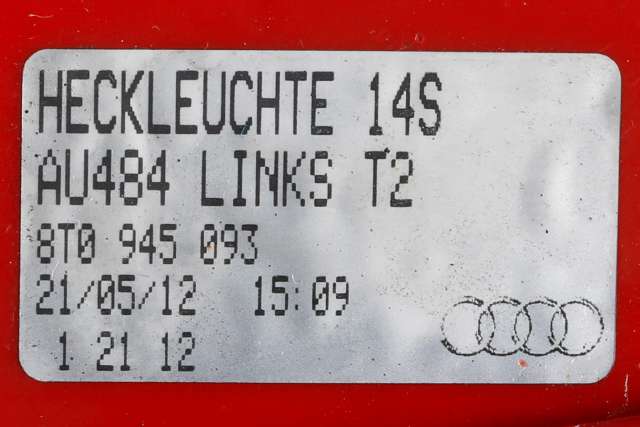 HECKLEUCHTE 14S
AU484 LINKS T2
8T0 945 093
21/05/12 15:09
1 21 12